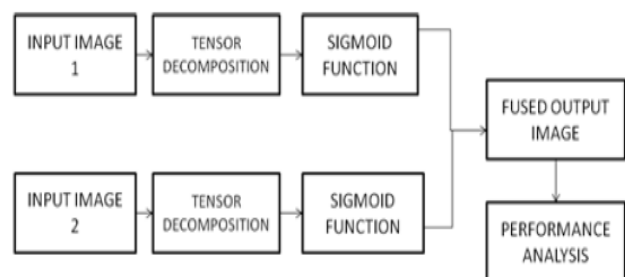 INPUT IMAGE
1
TENSOR
DECOMPOSITION
SIGMOID
FUNCTION
FUSED OUTPUT
IMAGE
INPUT IMAGE
2
TENSOR
DECOMPOSITION
SIGMOID
FUNCTION
PERFORMANCE
ANALYSIS